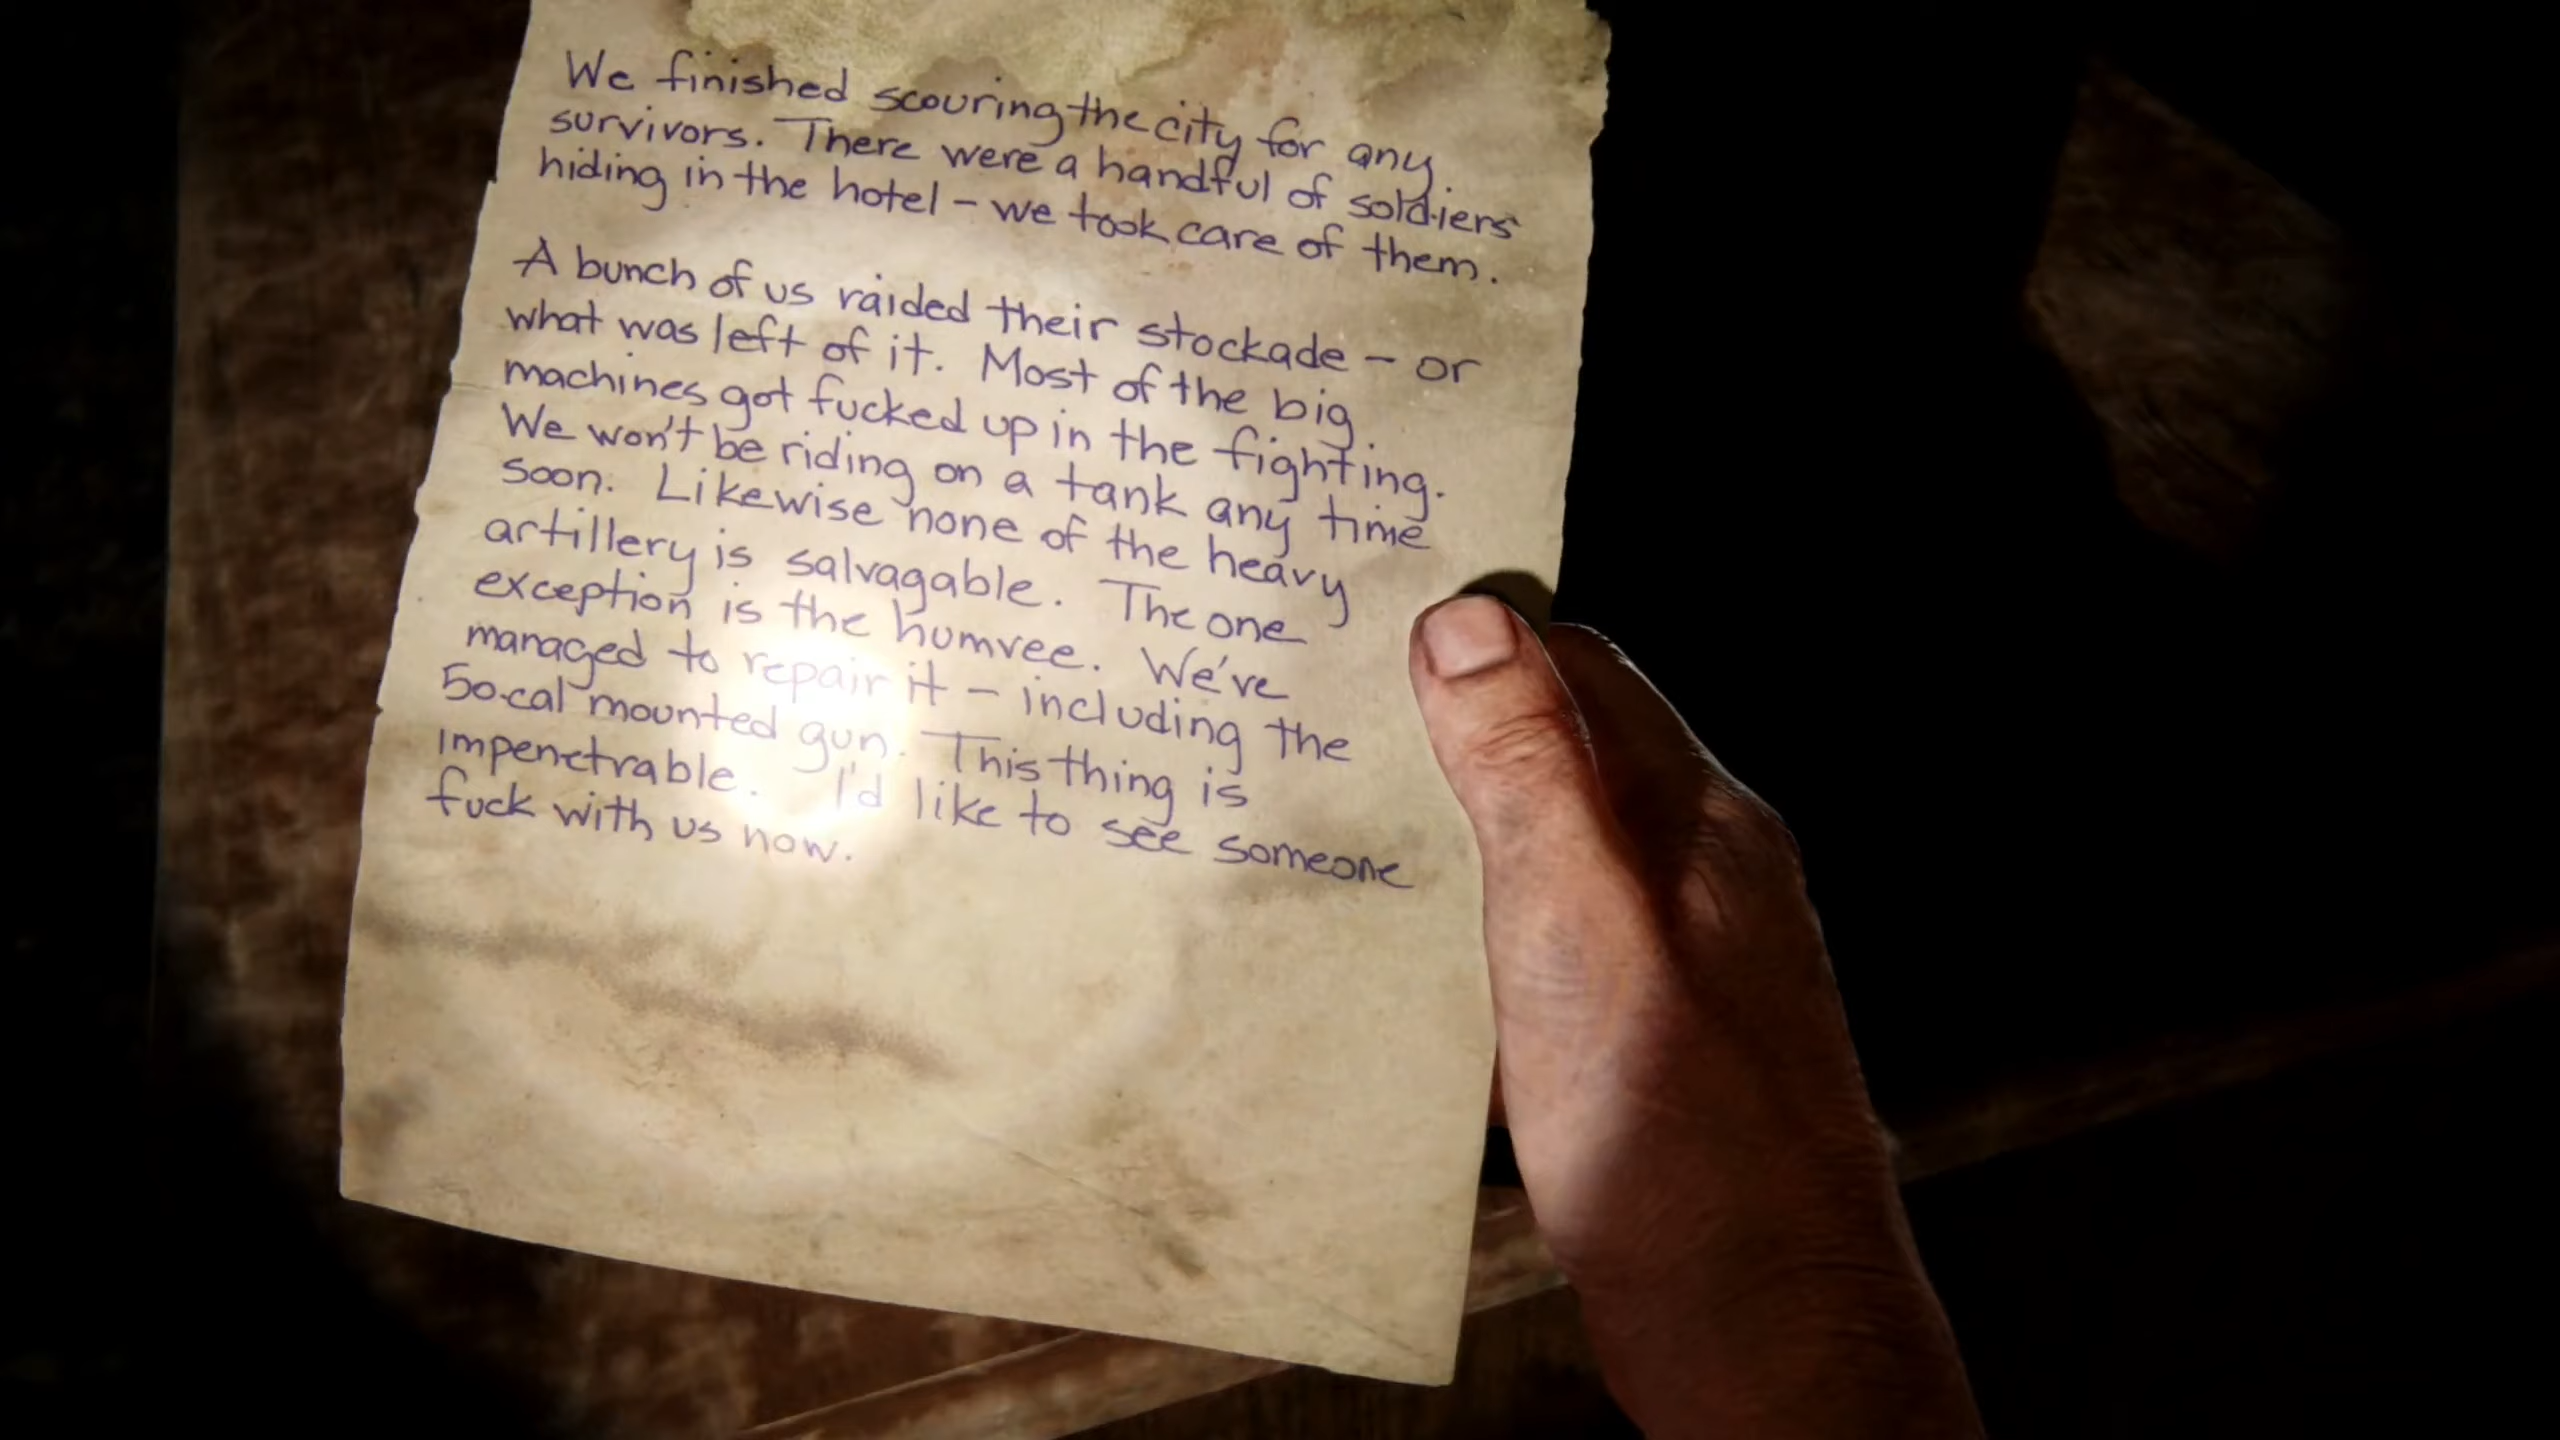 We finished scouring the city for any
survivors. There were a handful of soldiers
hiding in the hotel - we took care of them.
A bunch of us raided their stockade - or
what was left of it. Most of the big
machines got fucked up in the fighting.
We won't be riding on a tank any time
soon. Likewise none of the heavy
artillery is salvagable. The one
exception is the humvee. We've
managed to repair it - including the
50.cal mounted gun. This thing is
impenetrable. I'd like to see someone
fuck with us now.